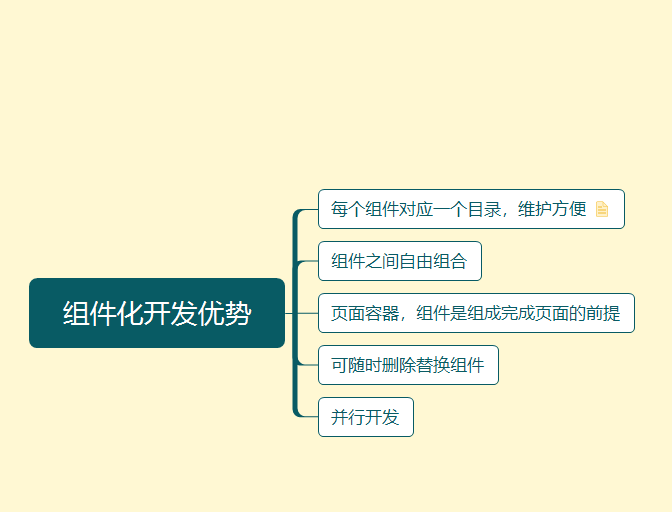 每个组件对应一个目录，维护方便
组件之间自由组合
组件化开发优势
页面容器，组件是组成完成页面的前提
可随时删除替换组件
并行开发